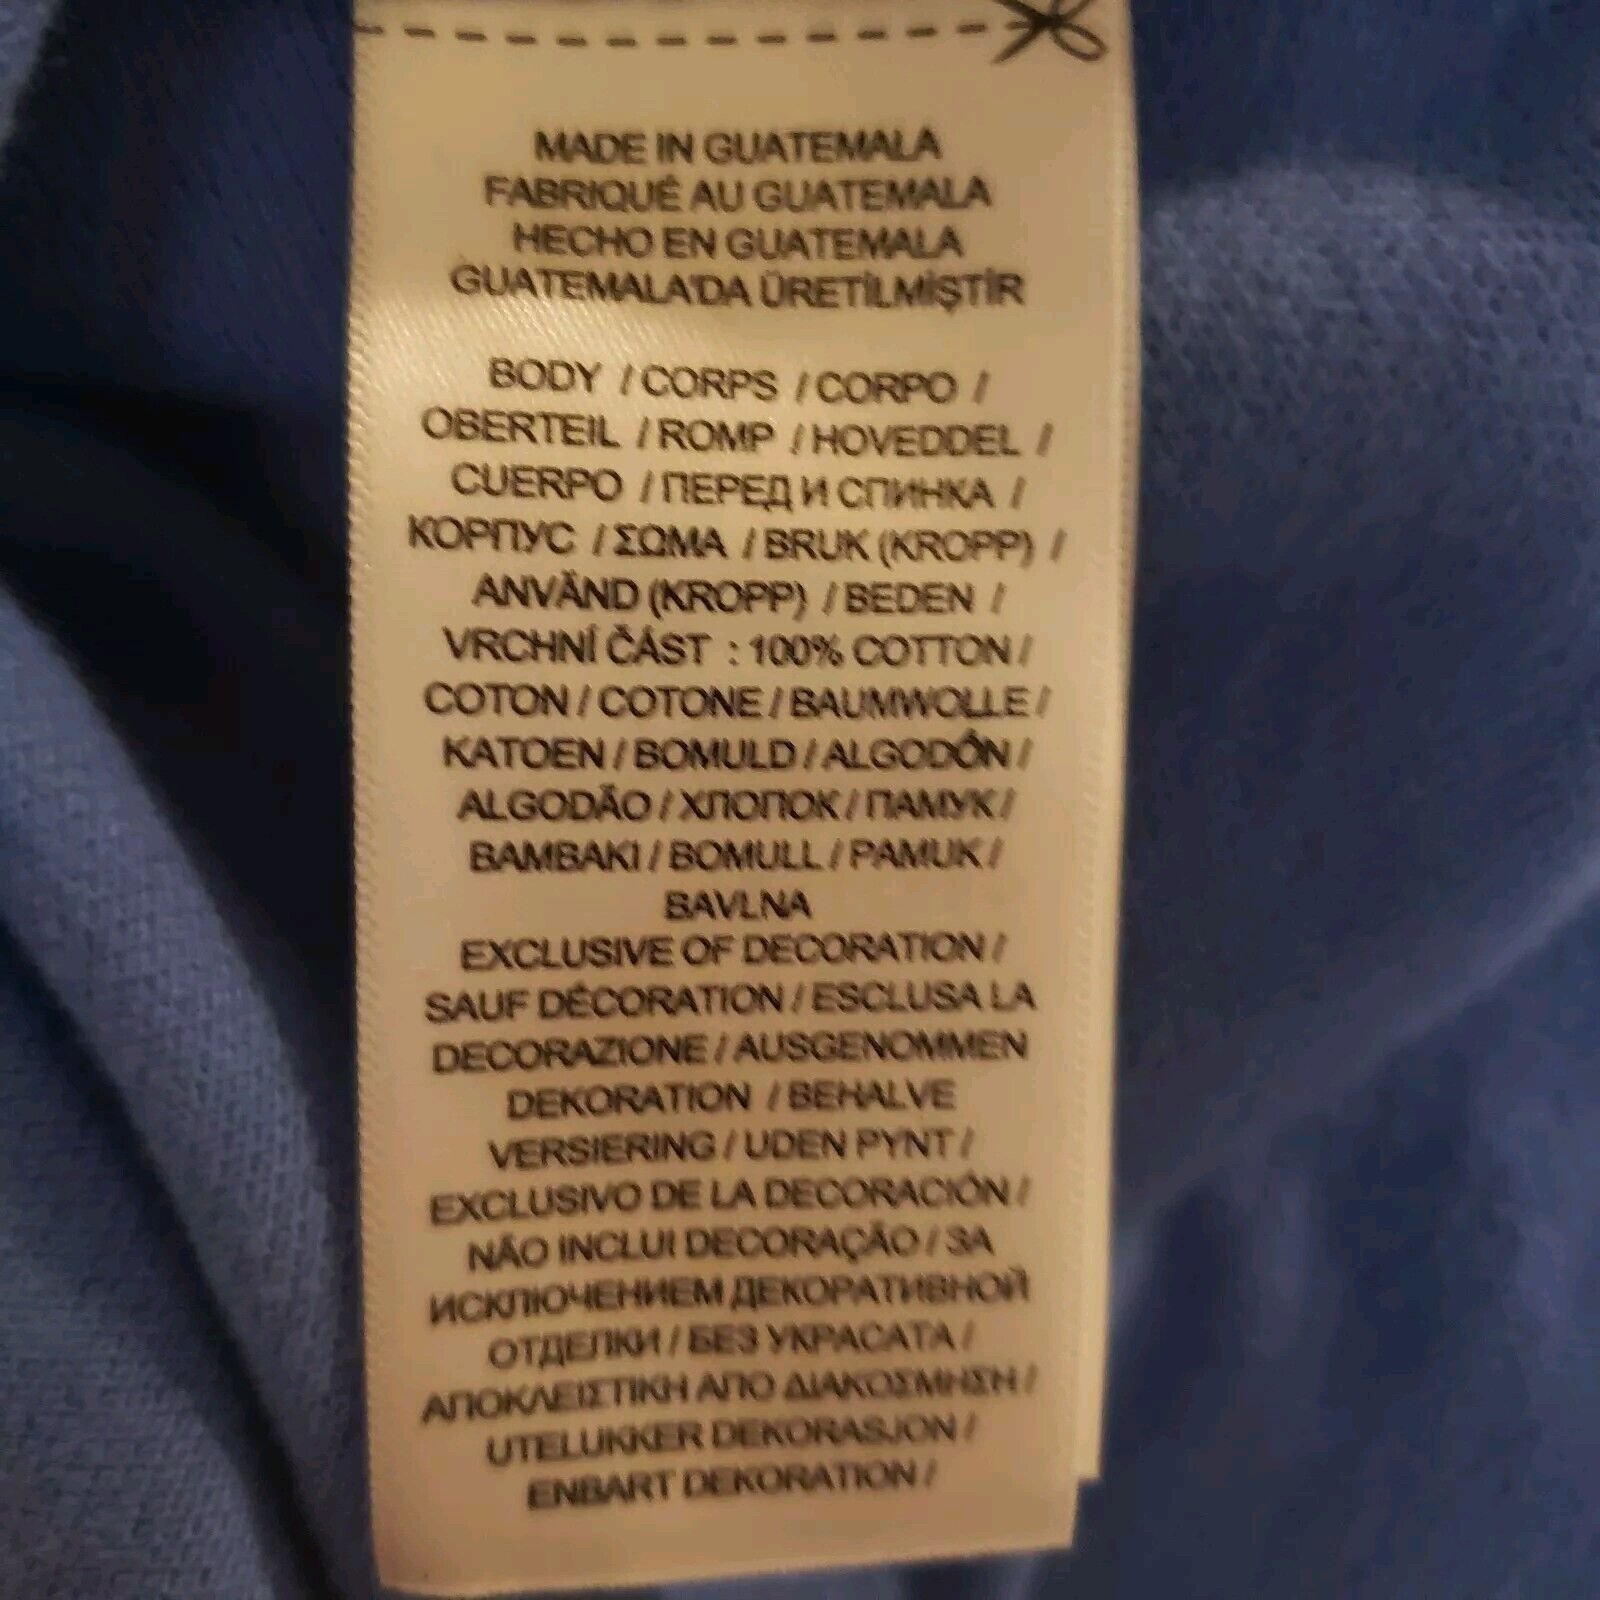 MADE IN GUATEMALA
FABRIQUÉ AU GUATEMALA
HECHO EN GUATEMALA
GUATEMALA'DA ÜRETİLMİŞTİR
BODY / CORPS / CORPO /
OBERTEIL / ROMP / HOVEDDEL /
CUERPO / ПЕРЕД И СПИНКА /
КОРПУС / ΣΩΜΑ / BRUK (KROPP) /
ANVÄND (KROPP) / BEDEN /
VRCHNÍ ČÁST : 100% COTTON /
COTON / COTONE / BAUMWOLLE /
KATOEN / BOMULD / ALGODÓN /
ALGODÃO / ХЛОПОК / ПАМУК /
BAMBAKI / BOMULL / PAMUK /
BAVLNA
EXCLUSIVE OF DECORATION /
SAUF DÉCORATION / ESCLUSA LA
DECORAZIONE / AUSGENOMMEN
DEKORATION / BEHALVE
VERSIERING / UDEN PYNT /
EXCLUSIVO DE LA DECORACIÓN /
NÃO INCLUI DECORAÇÃO / ЗА
ИСКЛЮЧЕНИЕМ ДЕКОРАТИВНОЙ
ОТДЕЛКИ / БЕЗ УКРАСАТА /
ΑΠΟΚΛΕΙΣΤΙΚΗ ΑΠΟ ΔΙΑΚΟΣΜΗΣΗ /
UTELUKKER DEKORASJON /
ENBART DEKORATION /